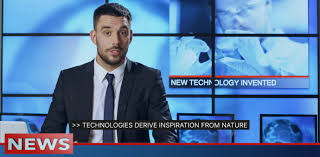 NEW TECHNOLOGY INVENTED
>> TECHNOLOGIES DERIVE INSPIRATION FROM NATURE
NEWS